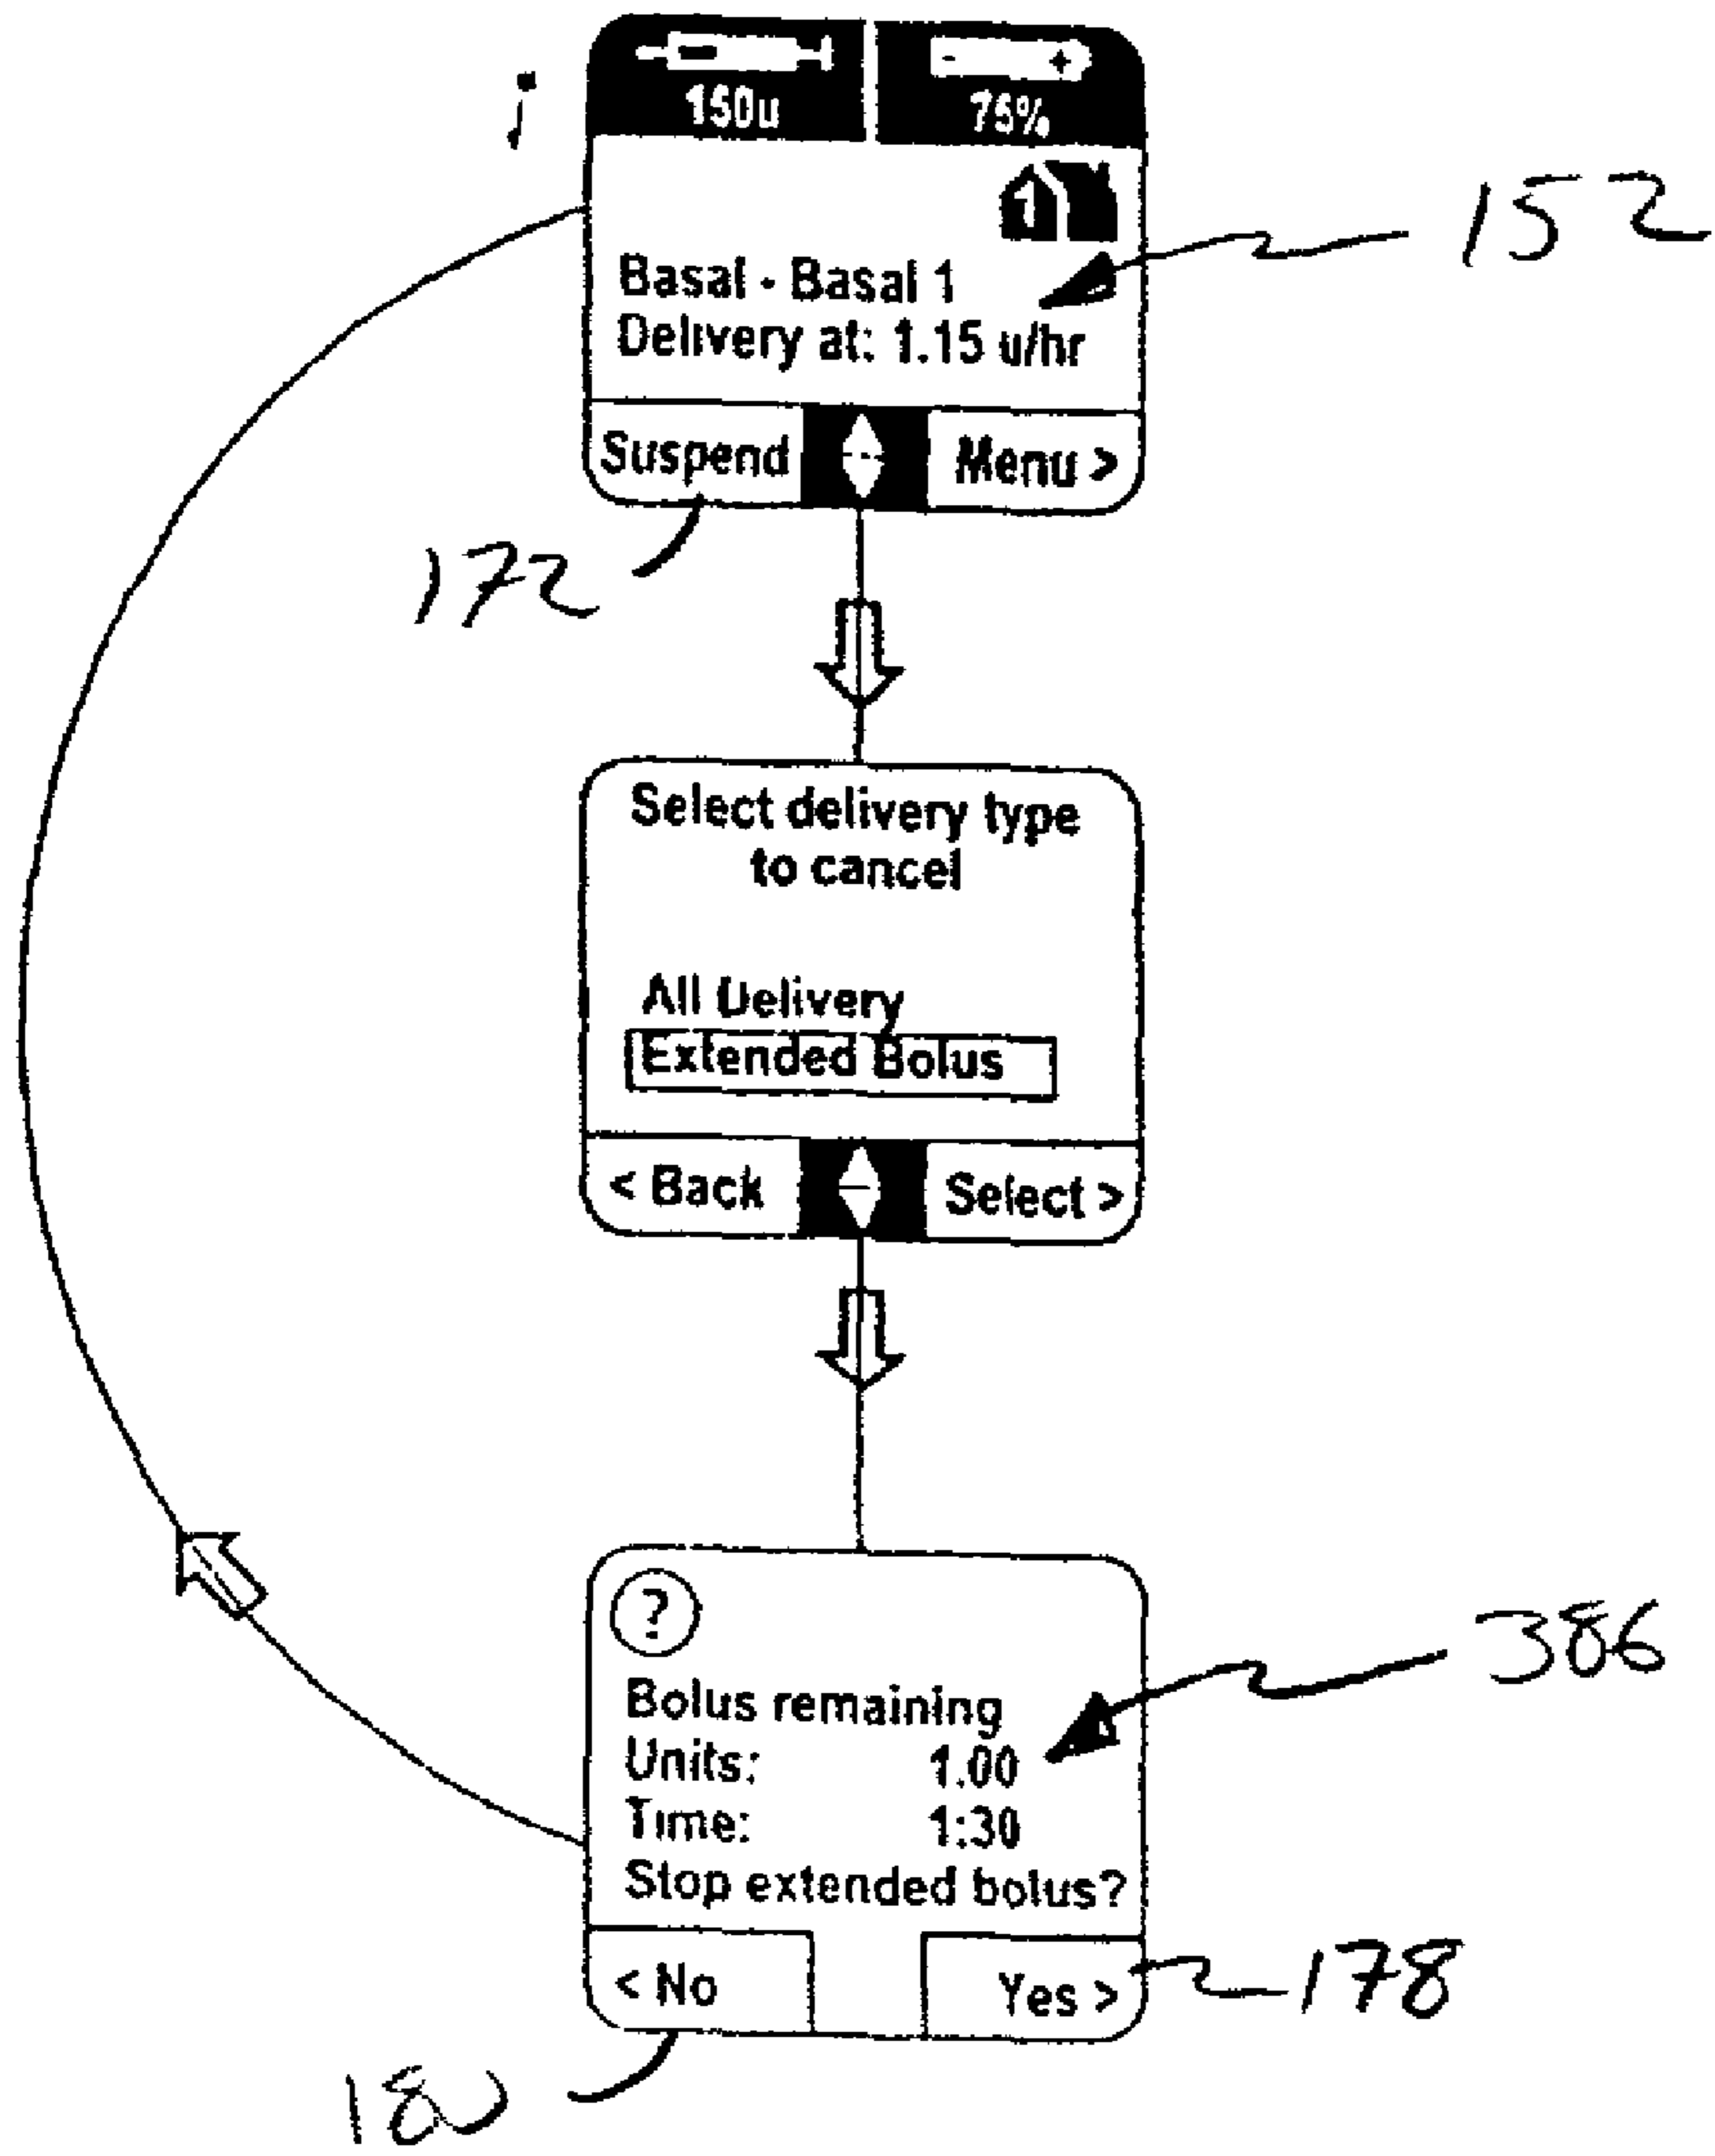 150u 75%
1
Basal - Basal 1
Delivery at: 1.15 u/hr
Suspend Menu >
152
172
Select delivery type
to cancel
All Delivery
Extended Bolus
< Back Select >
?
386
Bolus remaining
Units: 1.00
Time: 1:30
Stop extended bolus?
< No Yes >
178
180